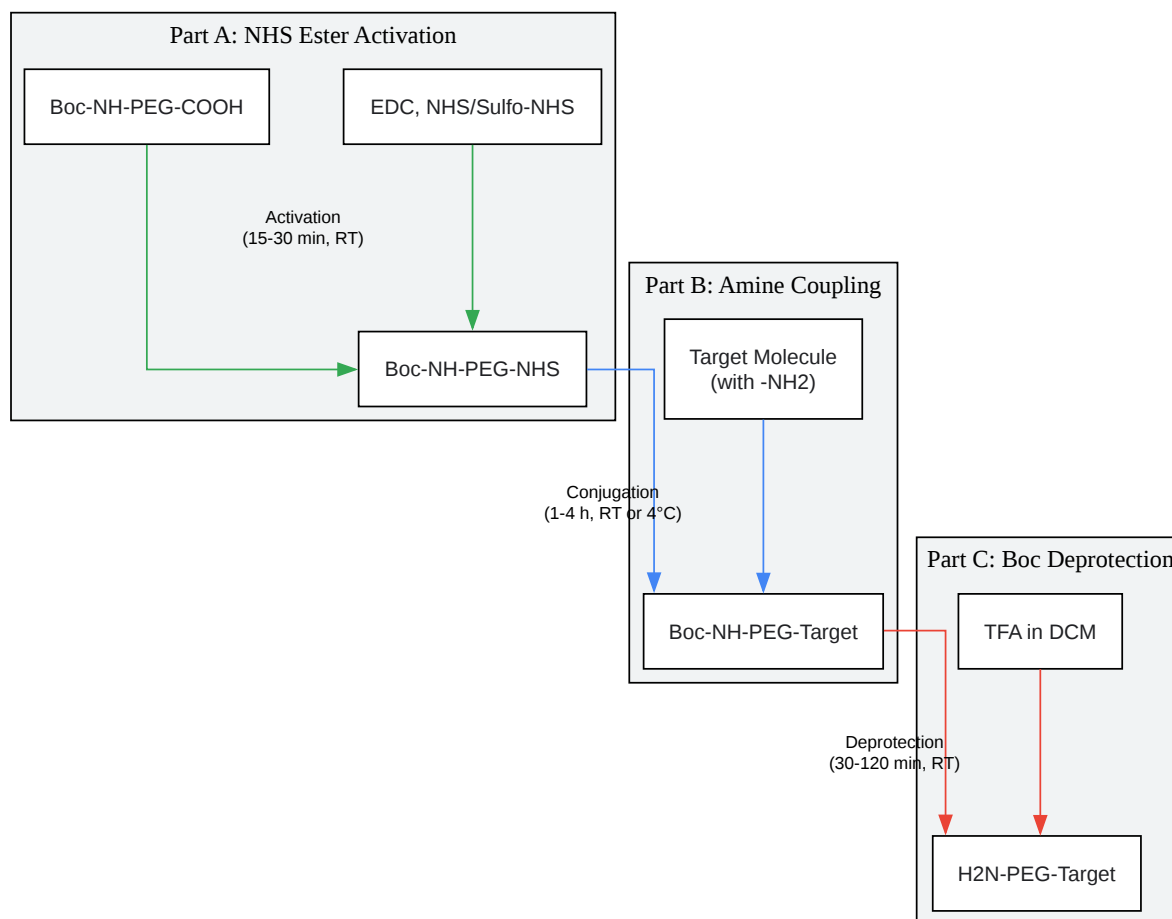 Part A: NHS Ester Activation
Boc-NH-PEG-COOH
EDC, NHS/Sulfo-NHS
Activation
(15-30 min, RT)
Boc-NH-PEG-NHS
Part B: Amine Coupling
Target Molecule
(with -NH2)
Conjugation
(1-4 h, RT or 4°C)
Boc-NH-PEG-Target
Part C: Boc Deprotection
TFA in DCM
Deprotection
(30-120 min, RT)
H2N-PEG-Target